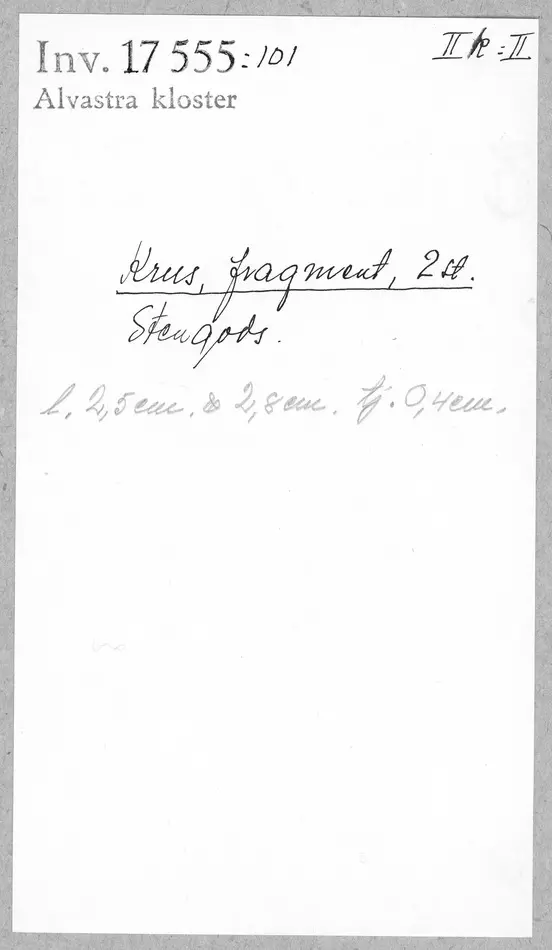 Inv. 17 555:101
II k:II
Alvastra kloster
Krus, fragment, 2 st.
Stengods.
l. 2,5 cm. & 2,8 cm. tj. 0,4 cm.